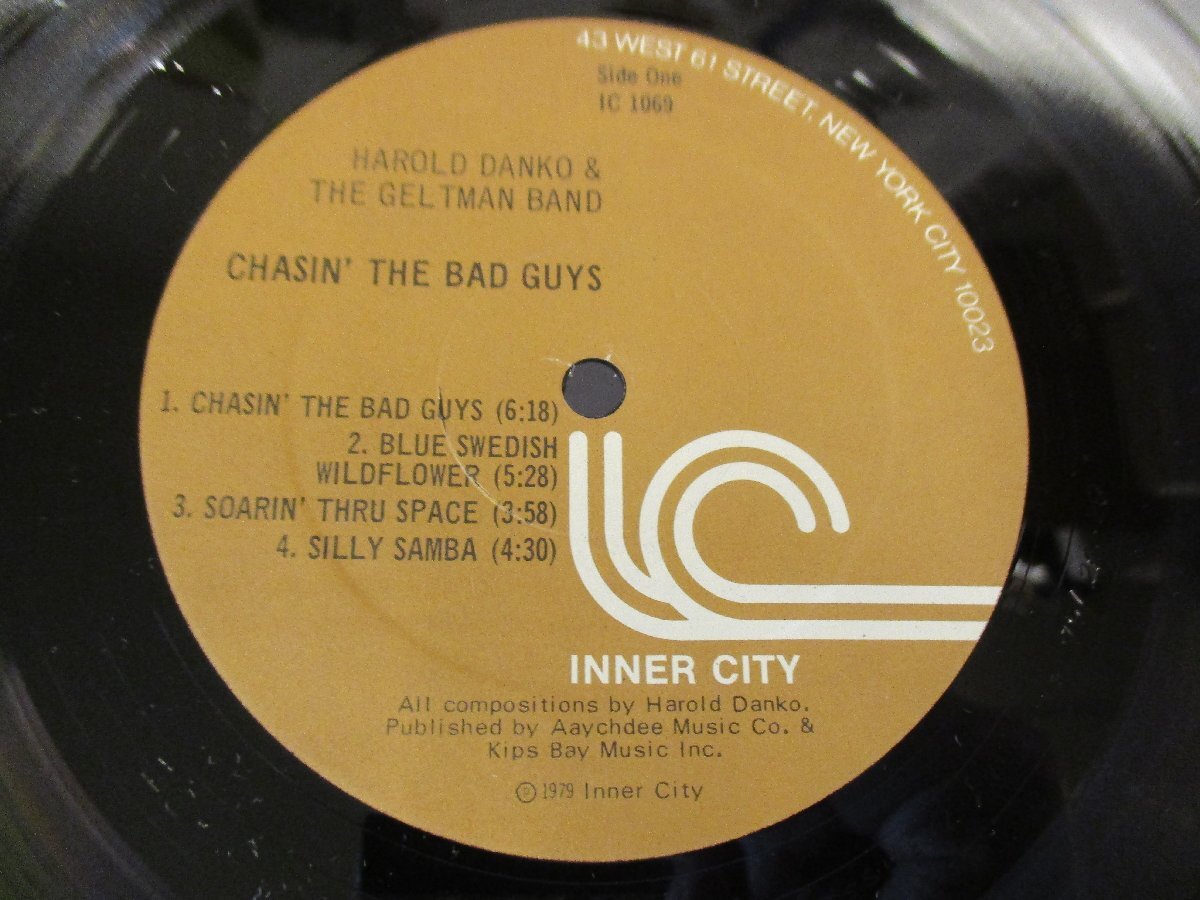 43 WEST 61 STREET, NEW YORK CITY 10023
Side One
IC 1069
HAROLD DANKO &
THE GELTMAN BAND
CHASIN' THE BAD GUYS
1. CHASIN' THE BAD GUYS (6:18)
2. BLUE SWEDISH
WILDFLOWER (5:28)
3. SOARIN' THRU SPACE (3:58)
4. SILLY SAMBA (4:30)
IC
INNER CITY
All compositions by Harold Danko.
Published by Aaychdee Music Co. &
Kips Bay Music Inc.
℗ 1979 Inner City